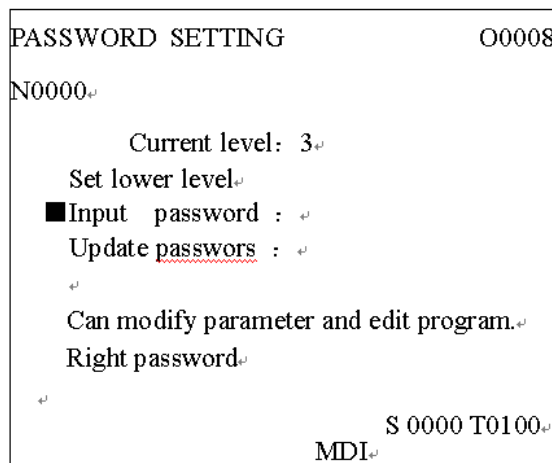 PASSWORD SETTING O0008
N0000
Current level: 3
Set lower level
Input password :
Update passwors :
Can modify parameter and edit program.
Right password
S 0000 T0100
MDI